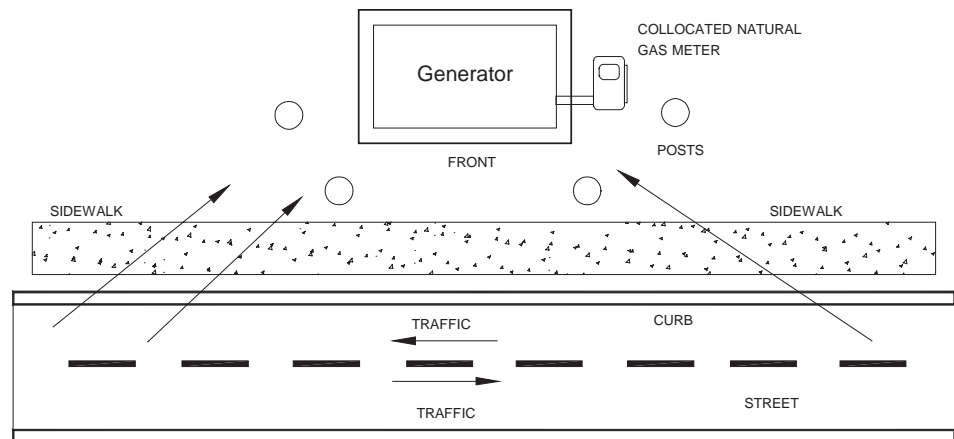 COLLOCATED NATURAL
GAS METER
Generator
POSTS
FRONT
SIDEWALK
SIDEWALK
CURB
TRAFFIC
STREET
TRAFFIC